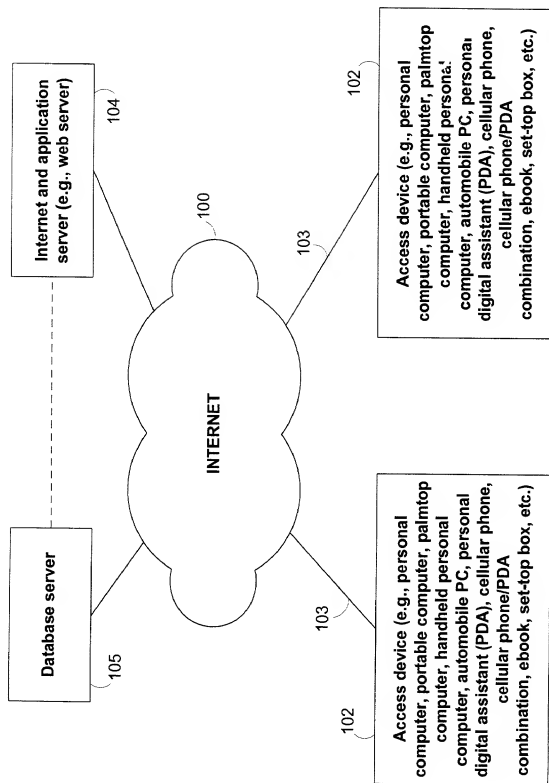 Database server
105
Internet and application
server (e.g., web server)
104
100
INTERNET
103
103
102
Access device (e.g., personal
computer, portable computer, palmtop
computer, handheld personal
computer, automobile PC, personal
digital assistant (PDA), cellular phone,
cellular phone/PDA
combination, ebook, set-top box, etc.)
102
Access device (e.g., personal
computer, portable computer, palmtop
computer, handheld personal
computer, automobile PC, personal
digital assistant (PDA), cellular phone,
cellular phone/PDA
combination, ebook, set-top box, etc.)